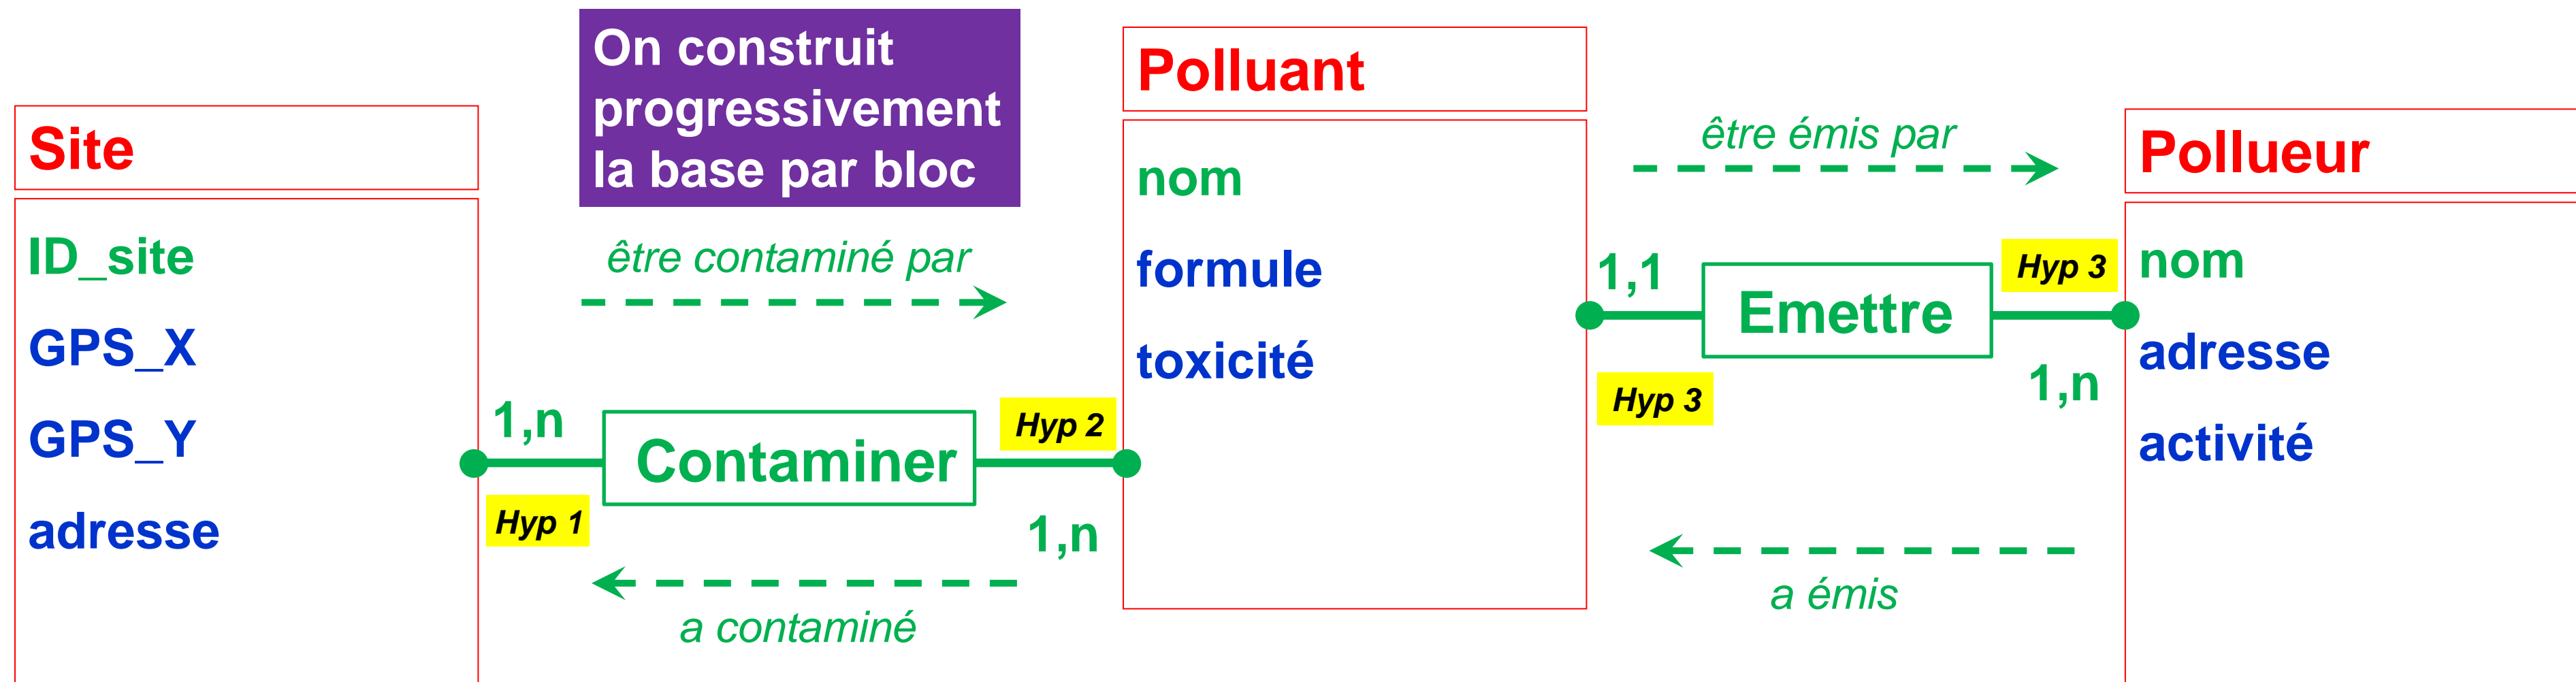 On construit
progressivement
la base par bloc
Site
ID_site
GPS_X
GPS_Y
adresse
être contaminé par
1,n
Hyp 1
Contaminer
Hyp 2
1,n
a contaminé
Polluant
nom
formule
toxicité
être émis par
1,1
Hyp 3
Emettre
Hyp 3
1,n
a émis
Pollueur
nom
adresse
activité